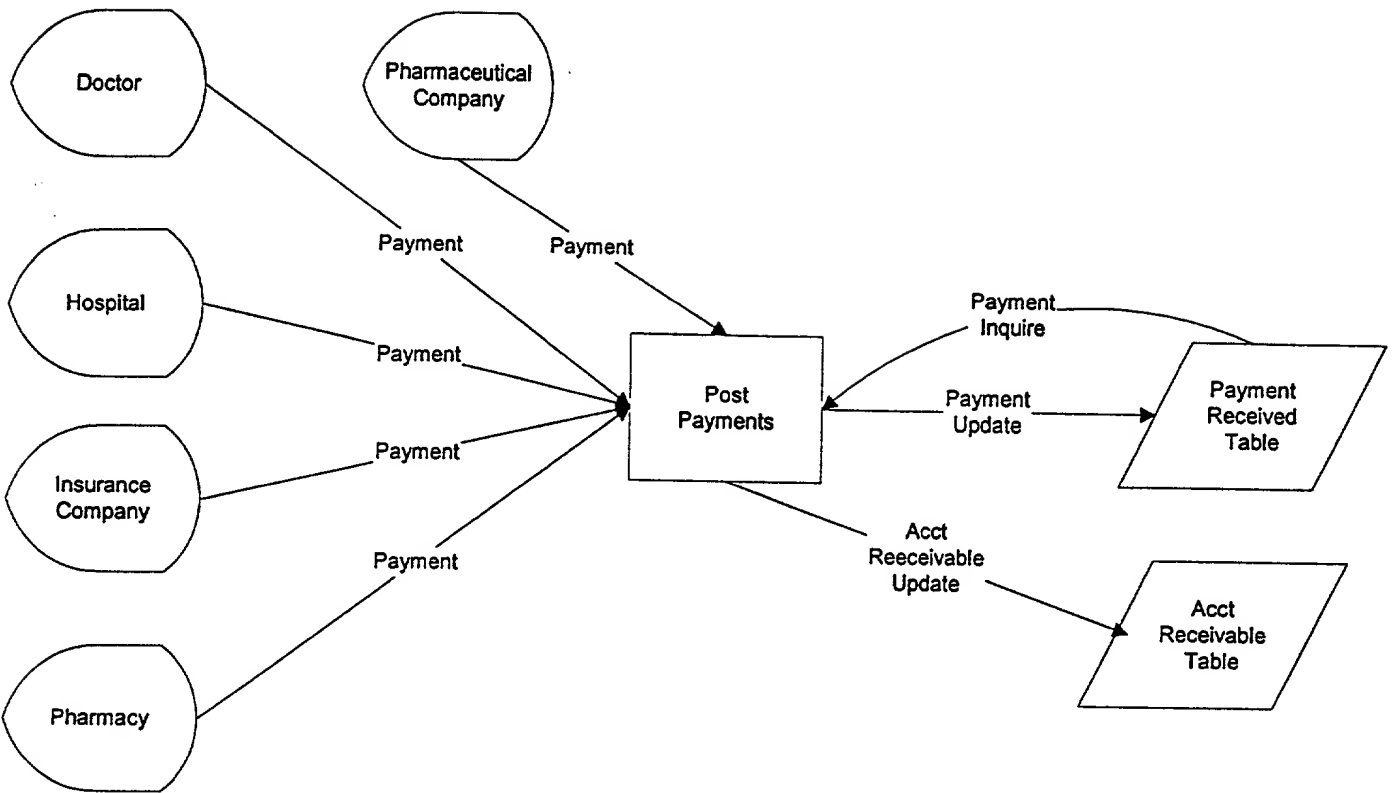 Doctor
Pharmaceutical
Company
Payment
Payment
Hospital
Payment
Inquire
Payment
Post
Payments
Payment
Update
Payment
Received
Table
Insurance
Company
Payment
Acct
Reeceivable
Update
Payment
Acct
Receivable
Table
Pharmacy